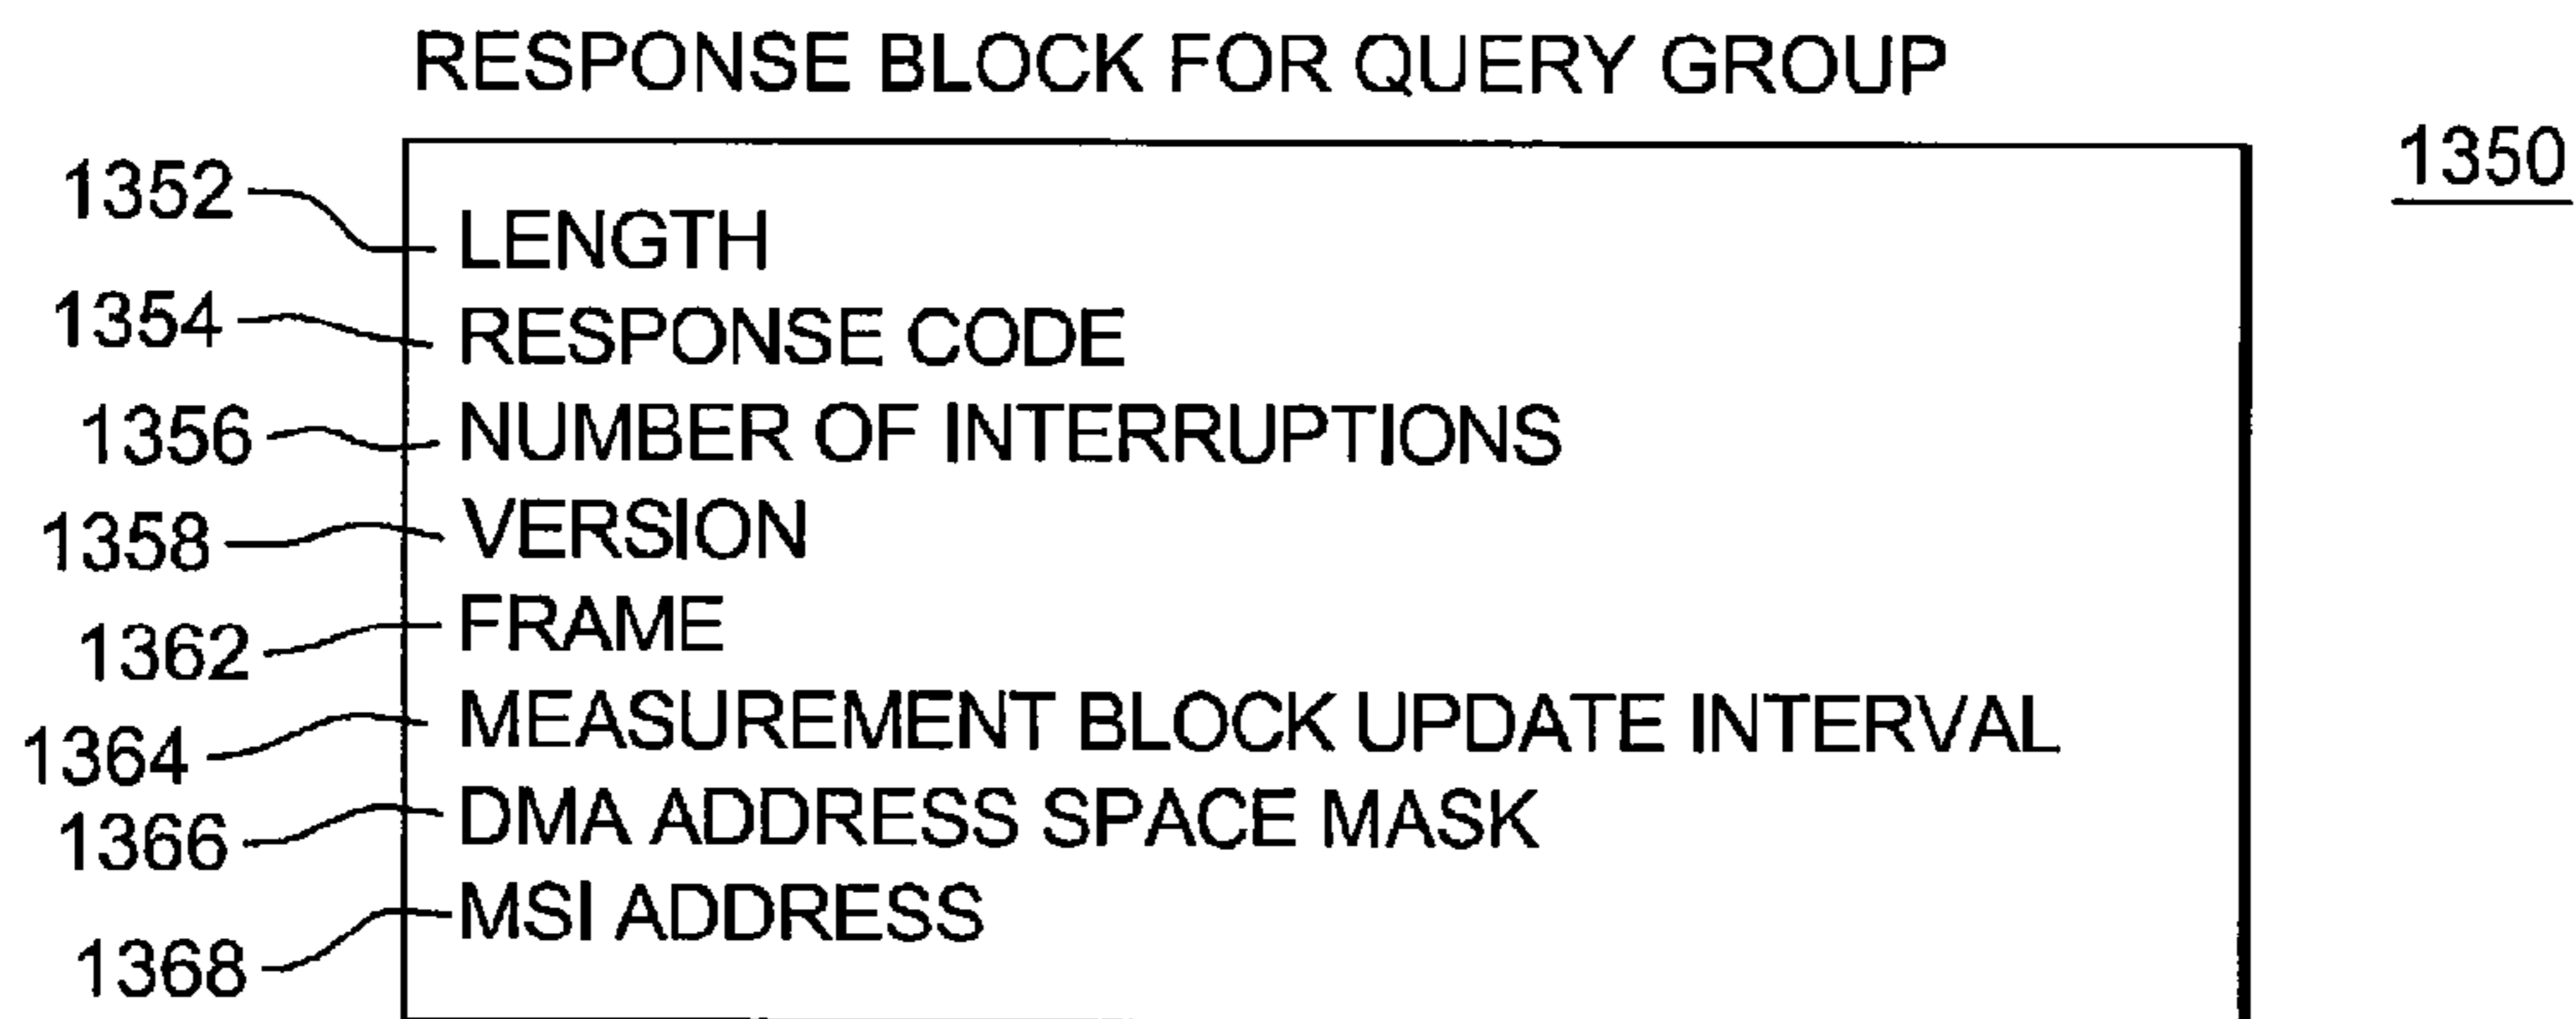 RESPONSE BLOCK FOR QUERY GROUP
1350
1352 LENGTH
1354 RESPONSE CODE
1356 NUMBER OF INTERRUPTIONS
1358 VERSION
1362 FRAME
1364 MEASUREMENT BLOCK UPDATE INTERVAL
1366 DMA ADDRESS SPACE MASK
1368 MSI ADDRESS